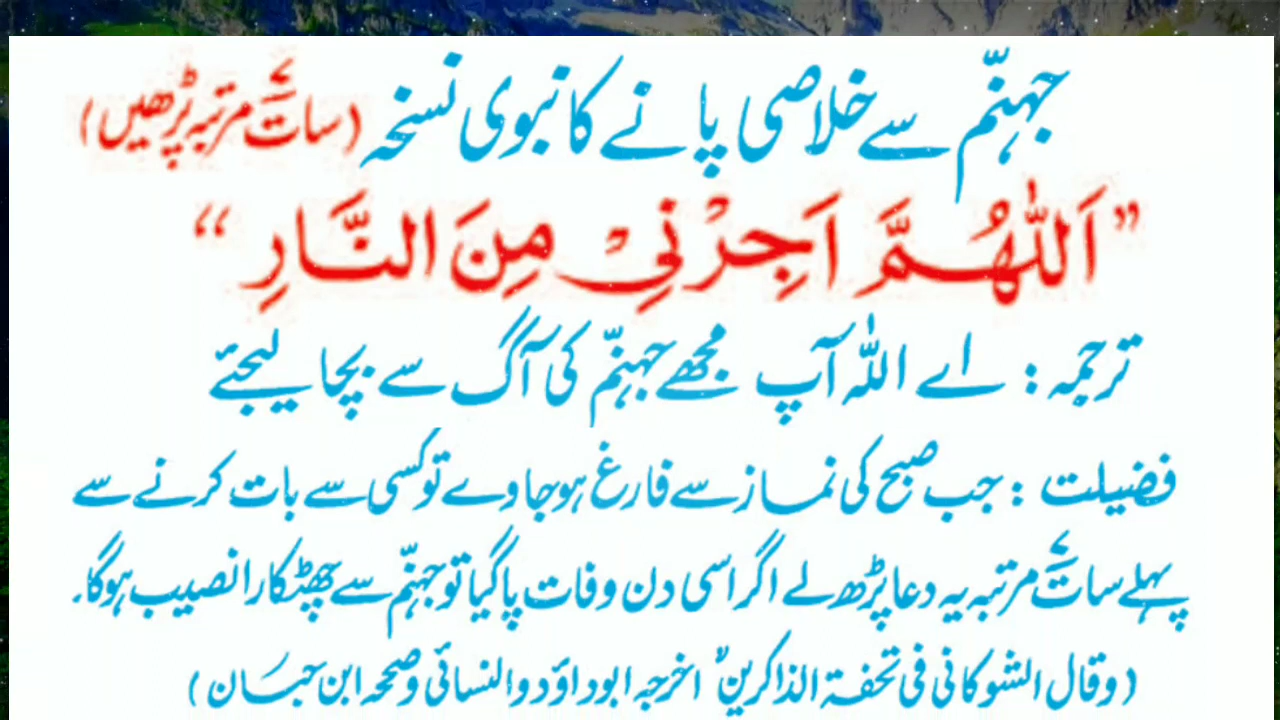 جہنّم سے خلاصی پانے کا نبوی نسخہ (سات ۷ مرتبہ پڑھیں)
”اَللّٰهُمَّ اَجِرْنِیْ مِنَ النَّارِ“
ترجمہ : اے اللّٰہ آپ مجھے جہنّم کی آگ سے بچا لیجئے
فضیلت : جب صبح کی نماز سے فارغ ہو جاوے تو کسی سے بات کرنے سے
پہلے سات ۷ مرتبہ یہ دعا پڑھ لے اگر اسی دن وفات پا گیا تو جہنّم سے چھٹکارا نصیب ہوگا۔
(وقال الشوکانی فی تحفۃ الذاکرین اخرجہ ابوداؤد والنسائی وصححہ ابن حبان)